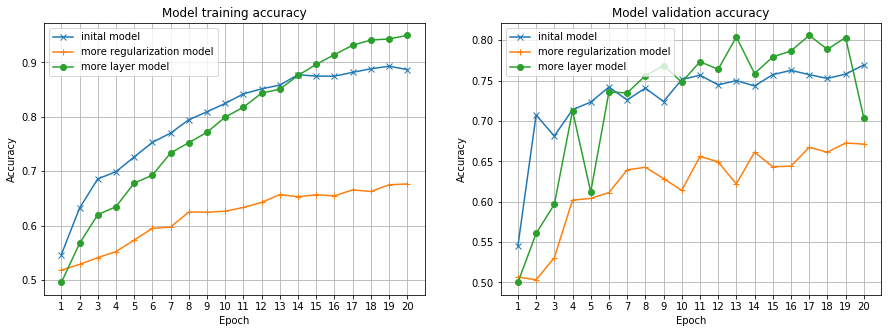 Model training accuracy
inital model
more regularization model
more layer model
Accuracy
0.9
0.8
0.7
0.6
0.5
1 2 3 4 5 6 7 8 9 10 11 12 13 14 15 16 17 18 19 20
Epoch
Model validation accuracy
inital model
more regularization model
more layer model
Accuracy
0.80
0.75
0.70
0.65
0.60
0.55
0.50
1 2 3 4 5 6 7 8 9 10 11 12 13 14 15 16 17 18 19 20
Epoch